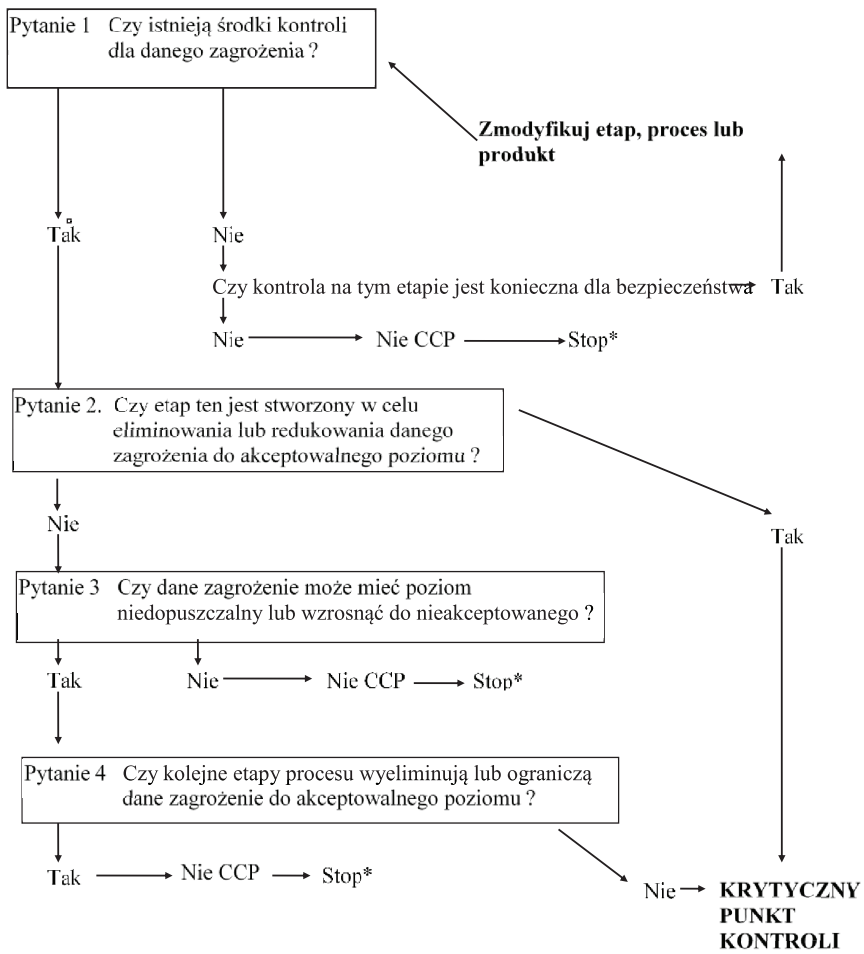 Pytanie 1 Czy istnieją środki kontroli
dla danego zagrożenia ?
Zmodyfikuj etap, proces lub
produkt
Tak
Nie
Czy kontrola na tym etapie jest konieczna dla bezpieczeństwa
Tak
Nie
Nie CCP
Stop*
Pytanie 2. Czy etap ten jest stworzony w celu
eliminowania lub redukowania danego
zagrożenia do akceptowalnego poziomu ?
Nie
Tak
Pytanie 3 Czy dane zagrożenie może mieć poziom
niedopuszczalny lub wzrosnąć do nieakceptowanego ?
Tak
Nie
Nie CCP
Stop*
Pytanie 4 Czy kolejne etapy procesu wyeliminują lub ograniczą
dane zagrożenie do akceptowalnego poziomu ?
Tak
Nie CCP
Stop*
Nie
KRYTYCZNY
PUNKT
KONTROLI